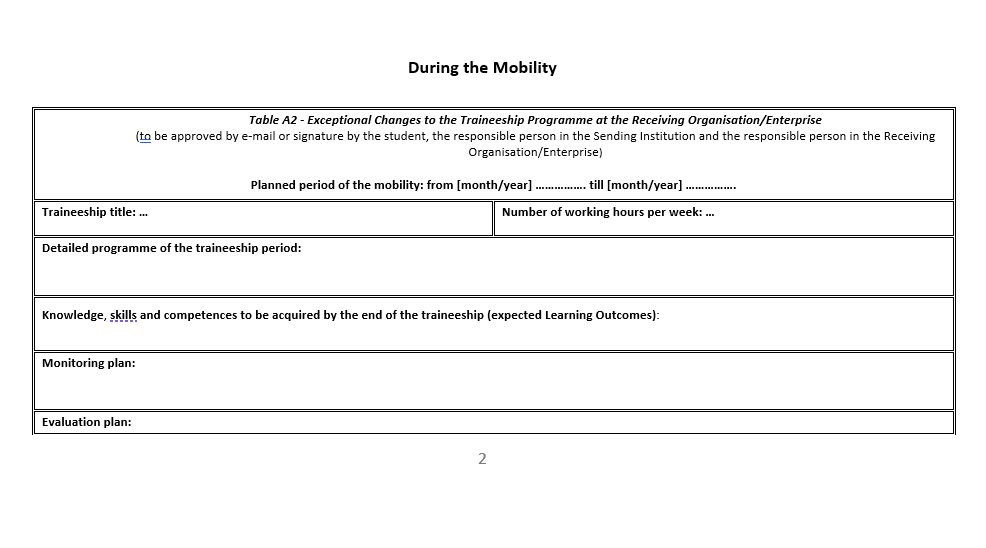 During the Mobility
Table A2 - Exceptional Changes to the Traineeship Programme at the Receiving Organisation/Enterprise
(to be approved by e-mail or signature by the student, the responsible person in the Sending Institution and the responsible person in the Receiving
Organisation/Enterprise)
Planned period of the mobility: from [month/year] ……………. till [month/year] …………….
Traineeship title: …
Number of working hours per week: …
Detailed programme of the traineeship period:
Knowledge, skills and competences to be acquired by the end of the traineeship (expected Learning Outcomes):
Monitoring plan:
Evaluation plan:
2